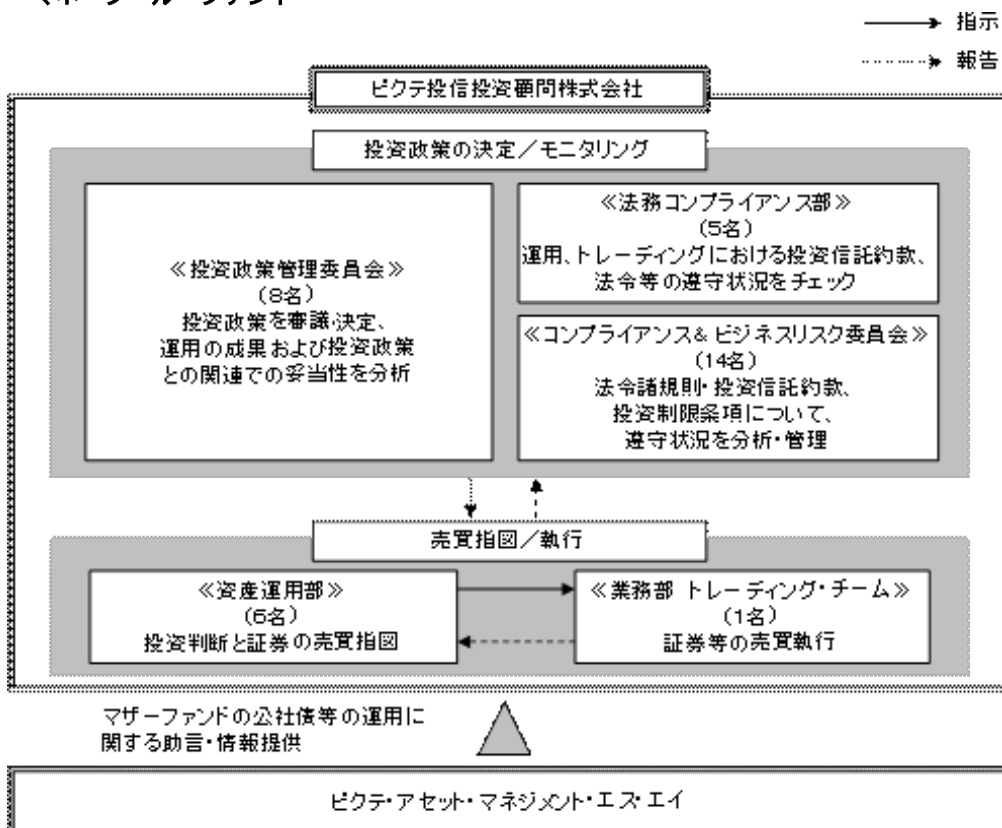 指示
報告
ピクテ投信投資顧問株式会社
投資政策の決定／モニタリング
≪投資政策管理委員会≫
(8名)
投資政策を審議・決定、
運用の成果および投資政策
との関連での妥当性を分析
≪法務コンプライアンス部≫
(5名)
運用、トレーディングにおける投資信託約款、
法令等の遵守状況をチェック
≪コンプライアンス& ビジネスリスク委員会≫
(14名)
法令諸規則・投資信託約款、
投資制限条項について、
遵守状況を分析・管理
売買指図／執行
≪資産運用部≫
(6名)
投資判断と証券の売買指図
≪業務部 トレーディング・チーム≫
(1名)
証券等の売買執行
マザーファンドの公社債等の運用に
関する助言・情報提供
ピクテ・アセット・マネジメント・エス・エイ